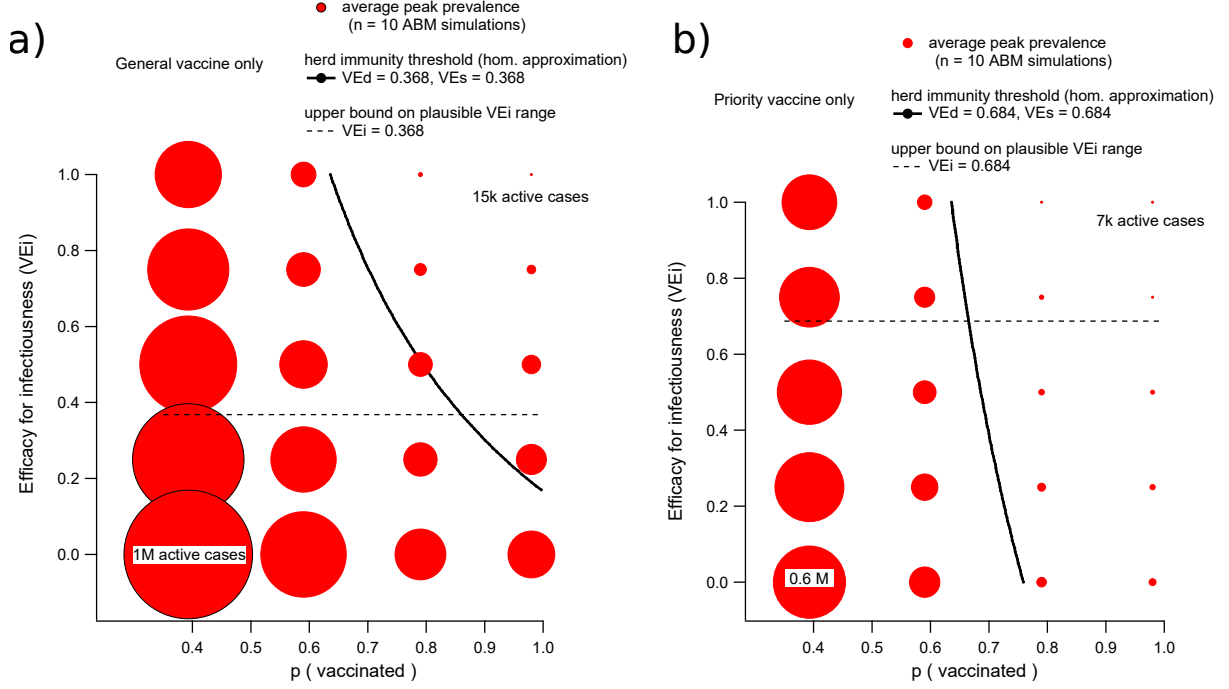 a)
General vaccine only
average peak prevalence
(n = 10 ABM simulations)
herd immunity threshold (hom. approximation)
VEd = 0.368, VEs = 0.368
upper bound on plausible VEi range
VEi = 0.368
15k active cases
1M active cases
Efficacy for infectiousness (VEi)
1.0
0.8
0.6
0.4
0.2
0.0
0.4 0.5 0.6 0.7 0.8 0.9 1.0
p ( vaccinated )
b)
Priority vaccine only
average peak prevalence
(n = 10 ABM simulations)
herd immunity threshold (hom. approximation)
VEd = 0.684, VEs = 0.684
upper bound on plausible VEi range
VEi = 0.684
7k active cases
0.6 M
Efficacy for infectiousness (VEi)
1.0
0.8
0.6
0.4
0.2
0.0
0.4 0.5 0.6 0.7 0.8 0.9 1.0
p ( vaccinated )